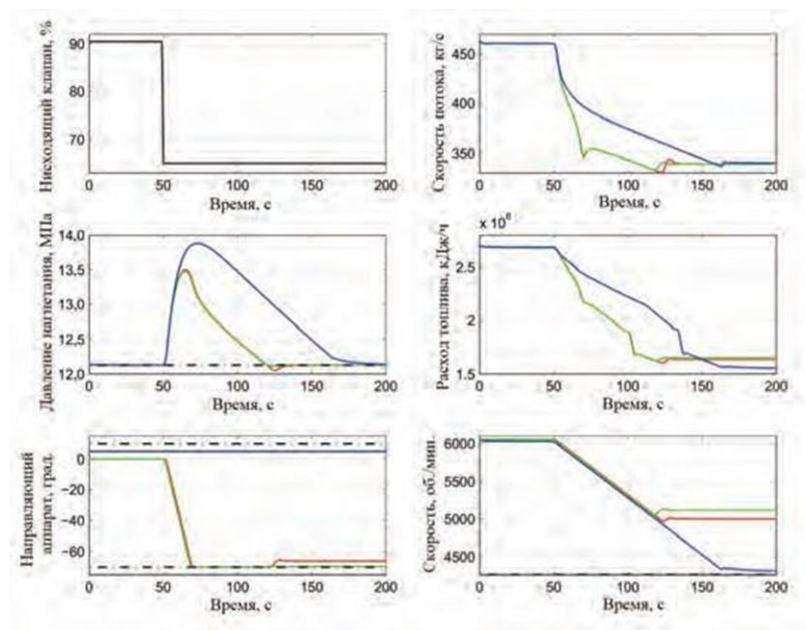 Нисходящий клапан, %
90
80
70
0 50 100 150 200
Время, с
Скорость потока, кг/с
450
400
350
0 50 100 150 200
Время, с
Давление нагнетания, МПа
14.0
13.5
13.0
12.5
12.0
0 50 100 150 200
Время, с
Расход топлива, кДж/ч
x 10⁸
2.5
2
1.5
0 50 100 150 200
Время, с
Направляющий
аппарат, град.
0
-20
-40
-60
0 50 100 150 200
Время, с
Скорость, об./мин.
6000
5500
5000
4500
0 50 100 150 200
Время, с